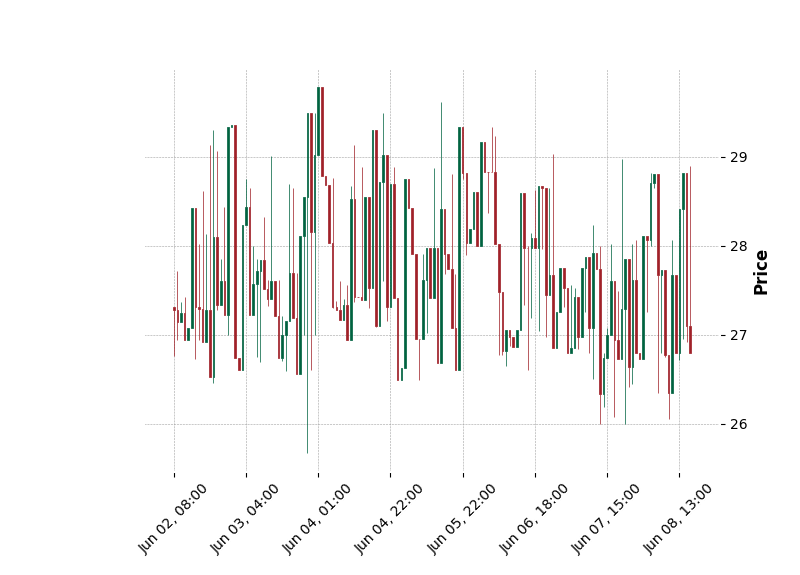 29
28
27
26
Price
Jun 02, 08:00
Jun 03, 04:00
Jun 04, 01:00
Jun 04, 22:00
Jun 05, 22:00
Jun 06, 18:00
Jun 07, 15:00
Jun 08, 13:00